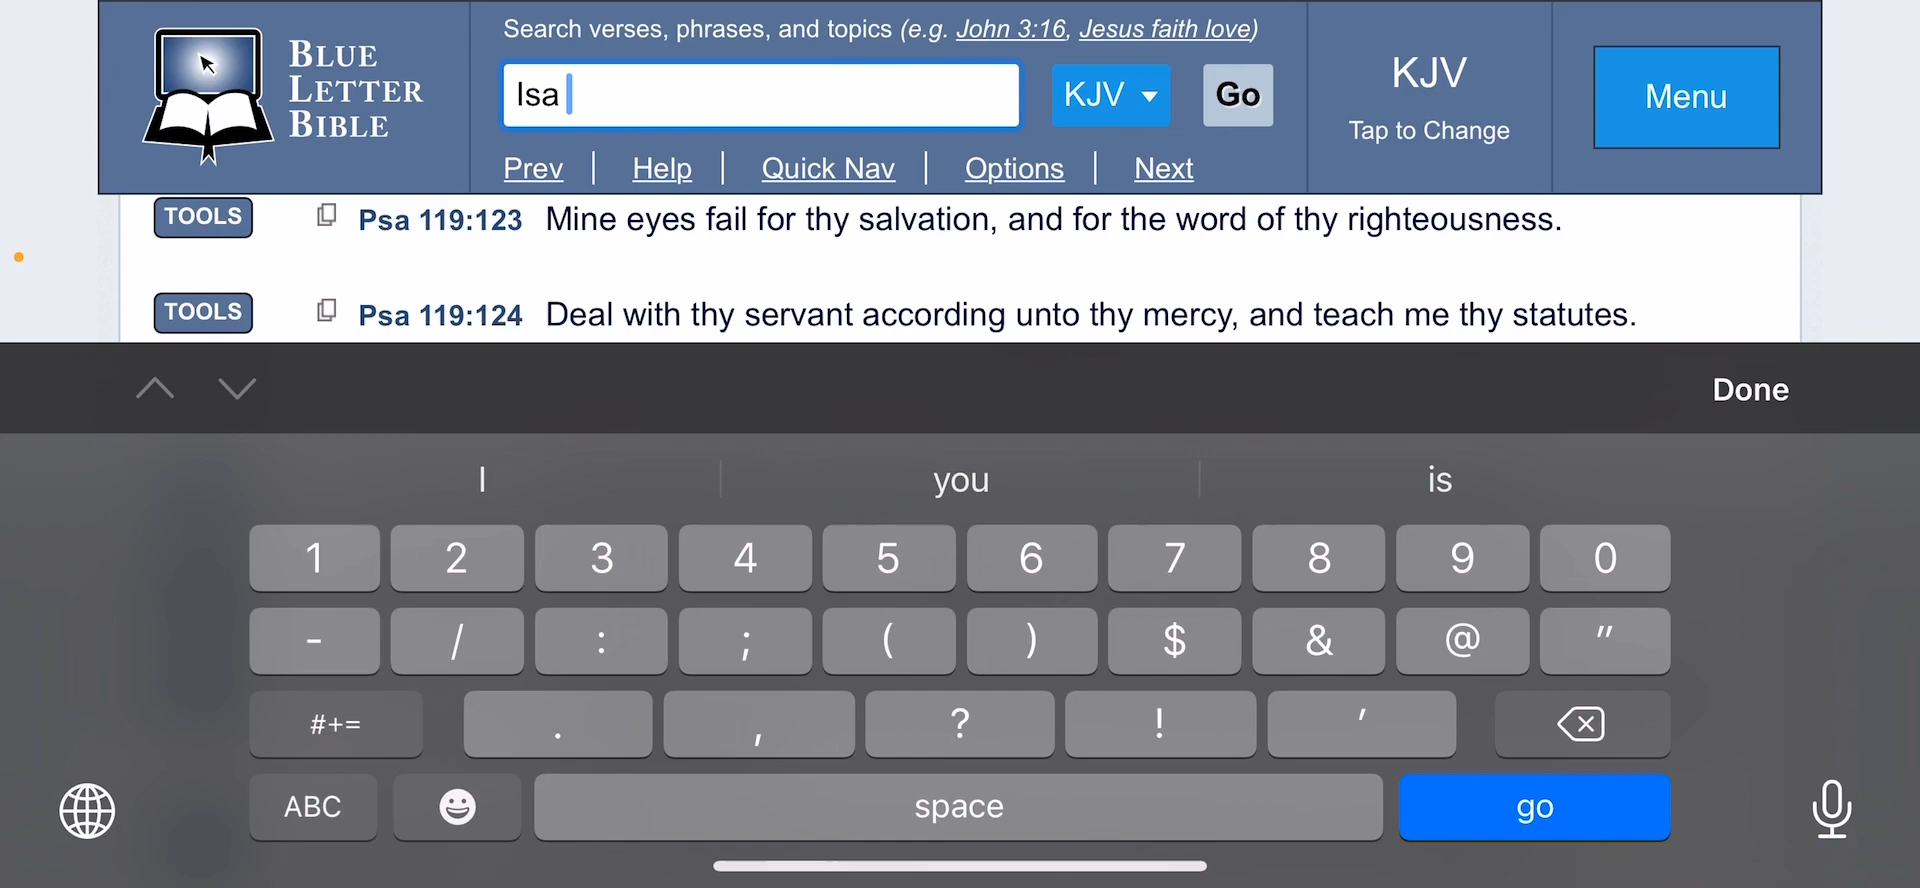 Search verses, phrases, and topics (e.g. John 3:16, Jesus faith love)
BLUE
LETTER
BIBLE
Isa
KJV
Go
KJV
Tap to Change
Menu
Prev | Help | Quick Nav | Options | Next
TOOLS Psa 119:123 Mine eyes fail for thy salvation, and for the word of thy righteousness.
TOOLS Psa 119:124 Deal with thy servant according unto thy mercy, and teach me thy statutes.
Done
I you is
1 2 3 4 5 6 7 8 9 0
- / : ; ( ) $ & @ "
#+= . , ? ! '
ABC space go